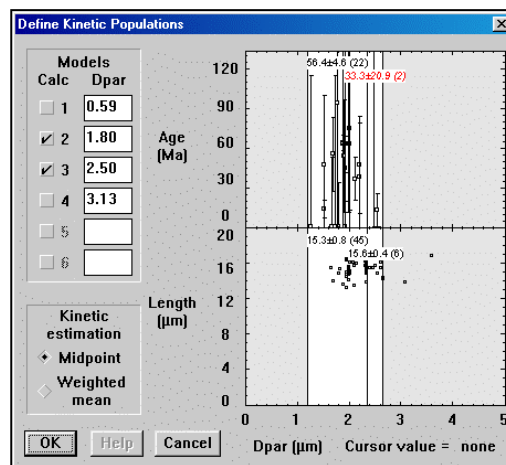 Define Kinetic Populations
Models
Calc Dpar
1 0.59
2 1.80
3 2.50
4 3.13
5
6
Kinetic estimation
Midpoint
Weighted mean
OK Help Cancel
Age (Ma)
120
90
60
30
0
56.4±4.6 (22)
33.3±20.9 (2)
Length (µm)
20
16
12
8
4
0
15.3±0.8 (45)
15.6±0.4 (6)
0 1 2 3 4 5
Dpar (µm) Cursor value = none